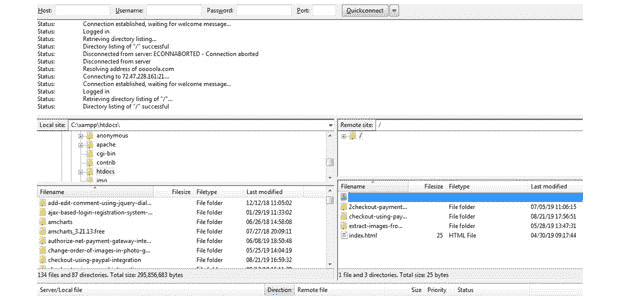 Host: Username: Password: Port: Quickconnect
Status: Connection established, waiting for welcome message...
Status: Logged in
Status: Retrieving directory listing...
Status: Directory listing of "/" successful
Status: Disconnected from server: ECONNABORTED - Connection aborted
Status: Disconnected from server
Status: Resolving address of ooooola.com
Status: Connecting to 72.47.228.161:21...
Status: Connection established, waiting for welcome message...
Status: Logged in
Status: Retrieving directory listing of "/"...
Status: Directory listing of "/" successful
Local site: C:\xampp\htdocs\
anonymous
apache
cgi-bin
contrib
htdocs
img
Filename Filesize Filetype Last modified
add-edit-comment-using-jquery-dial... File folder 12/12/18 11:05:02
ajax-based-login-registration-system-... File folder 01/29/19 11:33:02
armcharts File folder 06/26/18 14:58:08
armcharts_3.21.13.free File folder 07/27/18 20:09:11
authorize-net-payment-gateway-inte... File folder 06/08/19 18:50:48
change-order-of-images-in-photo-g... File folder 05/25/19 14:04:19
checkout-using-paypal-integration File folder 08/21/19 16:59:32
134 files and 87 directories. Total size: 295,856,683 bytes
Remote site: /
/
Filename Filesize Filetype Last modified
2checkout-payment... File folder 07/05/19 11:06:15
checkout-using-pay... File folder 08/21/19 17:56:51
extract-images-fro... File folder 05/28/19 13:47:31
index.html 25 HTML File 04/30/19 09:17:44
1 file and 3 directories. Total size: 25 bytes
Server/Local file Direction Remote file Size Priority Status